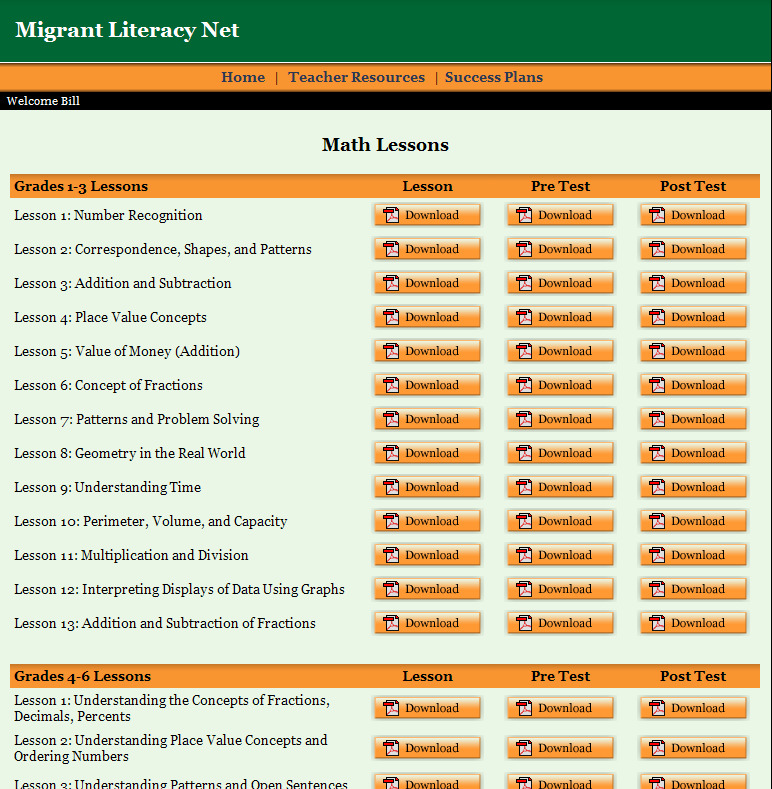 Migrant Literacy Net
Home | Teacher Resources | Success Plans
Welcome Bill
Math Lessons
Grades 1-3 Lessons Lesson Pre Test Post Test
Lesson 1: Number Recognition Download Download Download
Lesson 2: Correspondence, Shapes, and Patterns Download Download Download
Lesson 3: Addition and Subtraction Download Download Download
Lesson 4: Place Value Concepts Download Download Download
Lesson 5: Value of Money (Addition) Download Download Download
Lesson 6: Concept of Fractions Download Download Download
Lesson 7: Patterns and Problem Solving Download Download Download
Lesson 8: Geometry in the Real World Download Download Download
Lesson 9: Understanding Time Download Download Download
Lesson 10: Perimeter, Volume, and Capacity Download Download Download
Lesson 11: Multiplication and Division Download Download Download
Lesson 12: Interpreting Displays of Data Using Graphs Download Download Download
Lesson 13: Addition and Subtraction of Fractions Download Download Download
Grades 4-6 Lessons Lesson Pre Test Post Test
Lesson 1: Understanding the Concepts of Fractions,
Decimals, Percents Download Download Download
Lesson 2: Understanding Place Value Concepts and
Ordering Numbers Download Download Download
Lesson 3: Understanding Patterns and Open Sentences Download Download Download